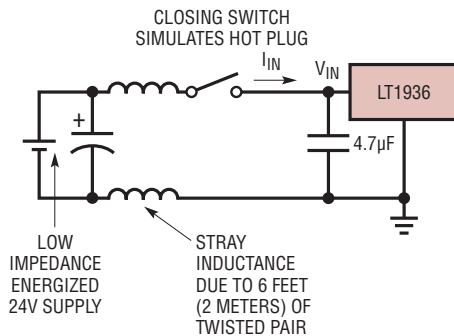 CLOSING SWITCH
SIMULATES HOT PLUG
IIN
VIN
LT1936
+
4.7µF
LOW
IMPEDANCE
ENERGIZED
24V SUPPLY
STRAY
INDUCTANCE
DUE TO 6 FEET
(2 METERS) OF
TWISTED PAIR